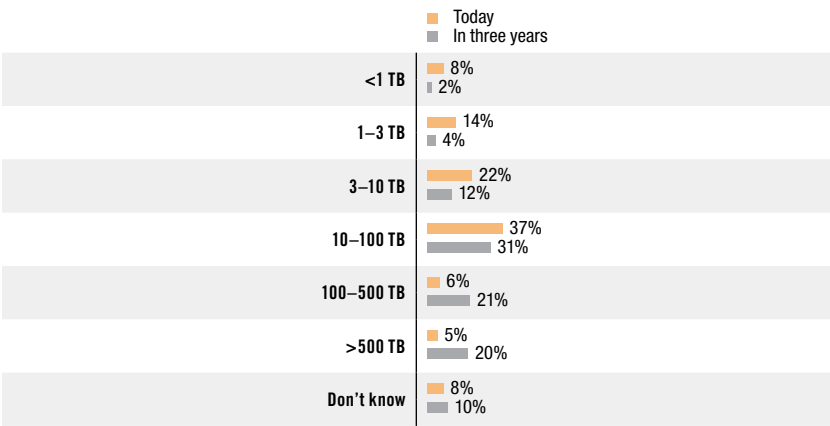 Today
In three years
<1 TB
8%
2%
1–3 TB
14%
4%
3–10 TB
22%
12%
10–100 TB
37%
31%
100–500 TB
6%
21%
>500 TB
5%
20%
Don't know
8%
10%